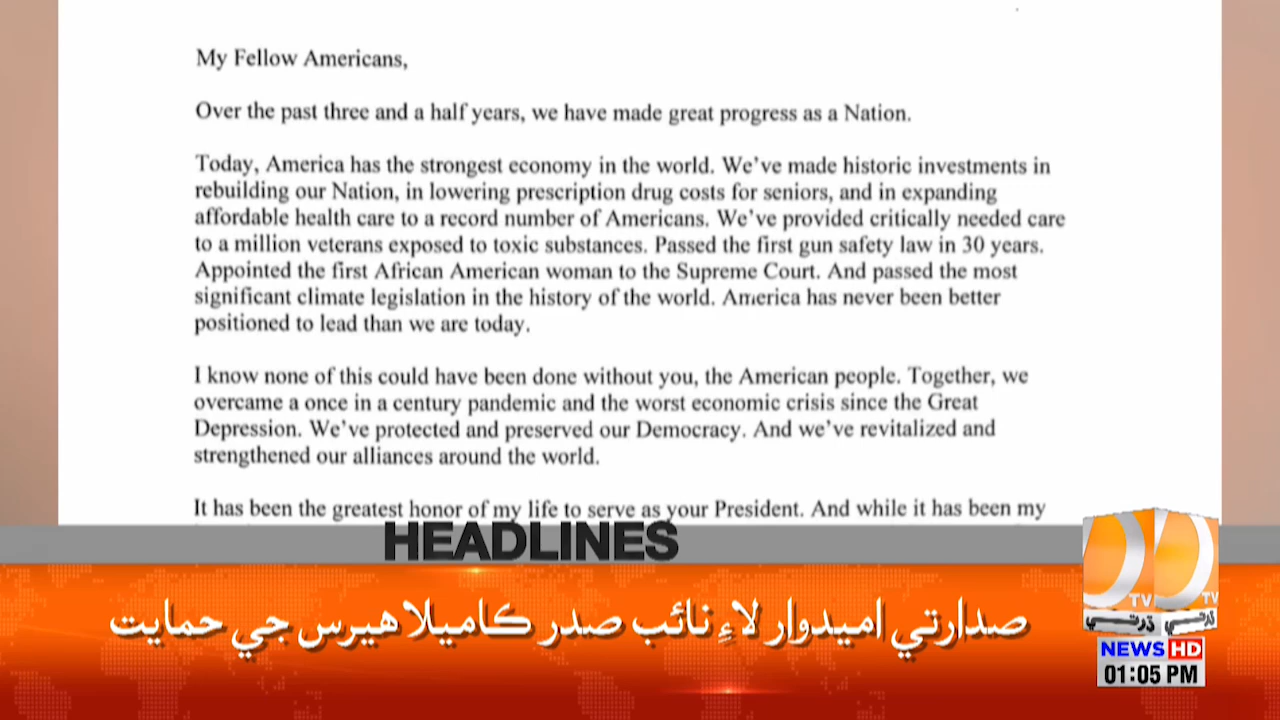 My Fellow Americans,
Over the past three and a half years, we have made great progress as a Nation.
Today, America has the strongest economy in the world. We've made historic investments in
rebuilding our Nation, in lowering prescription drug costs for seniors, and in expanding
affordable health care to a record number of Americans. We've provided critically needed care
to a million veterans exposed to toxic substances. Passed the first gun safety law in 30 years.
Appointed the first African American woman to the Supreme Court. And passed the most
significant climate legislation in the history of the world. America has never been better
positioned to lead than we are today.
I know none of this could have been done without you, the American people. Together, we
overcame a once in a century pandemic and the worst economic crisis since the Great
Depression. We've protected and preserved our Democracy. And we've revitalized and
strengthened our alliances around the world.
It has been the greatest honor of my life to serve as your President. And while it has been my
HEADLINES
صدارتي اميدوار لاءِ نائب صدر ڪاميلا هيرس جي حمايت
TV TV
ڌرتي ڌرتي
NEWS HD
01:05 PM